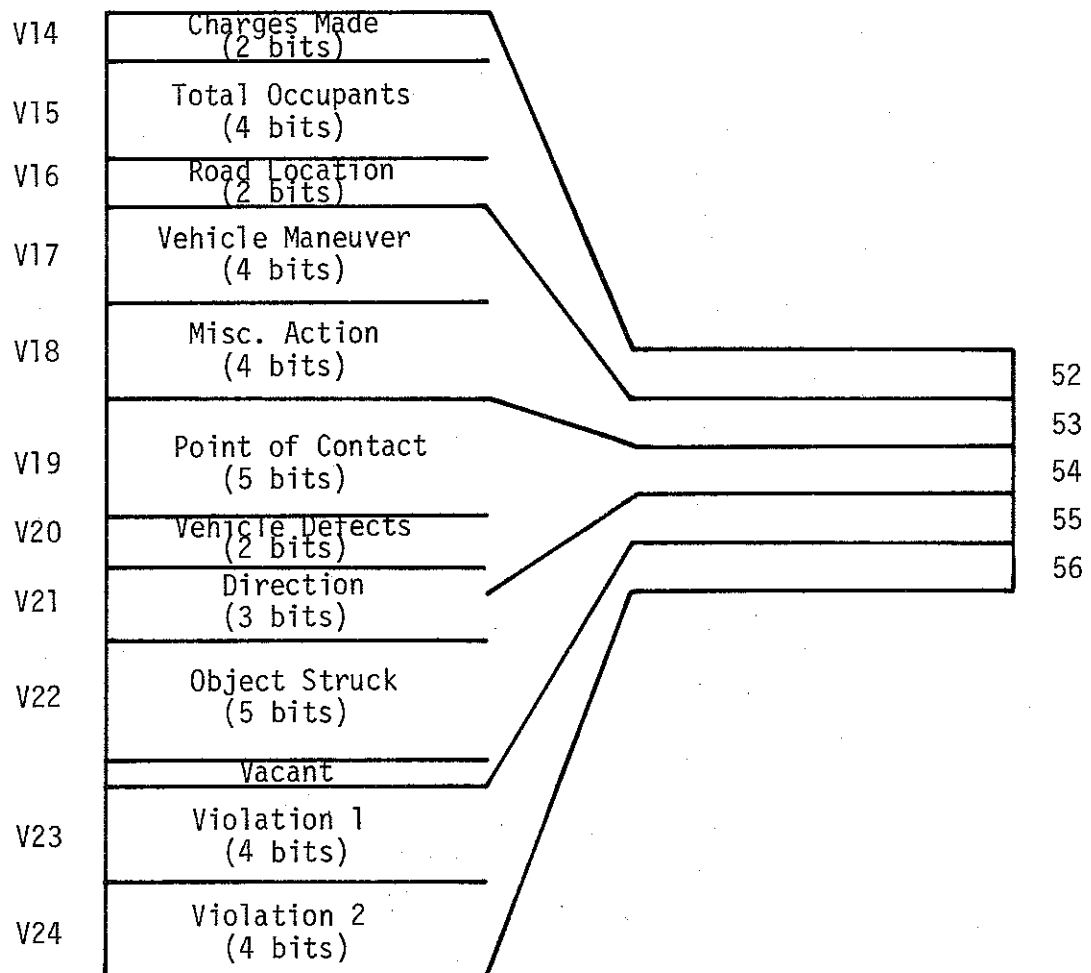 V14 Charges Made
(2 bits)
V15 Total Occupants
(4 bits)
V16 Road Location
(2 bits)
V17 Vehicle Maneuver
(4 bits)
V18 Misc. Action
(4 bits)
52
53
V19 Point of Contact
(5 bits)
54
V20 Vehicle Defects
(2 bits)
55
V21 Direction
(3 bits)
56
V22 Object Struck
(5 bits)
Vacant
V23 Violation 1
(4 bits)
V24 Violation 2
(4 bits)